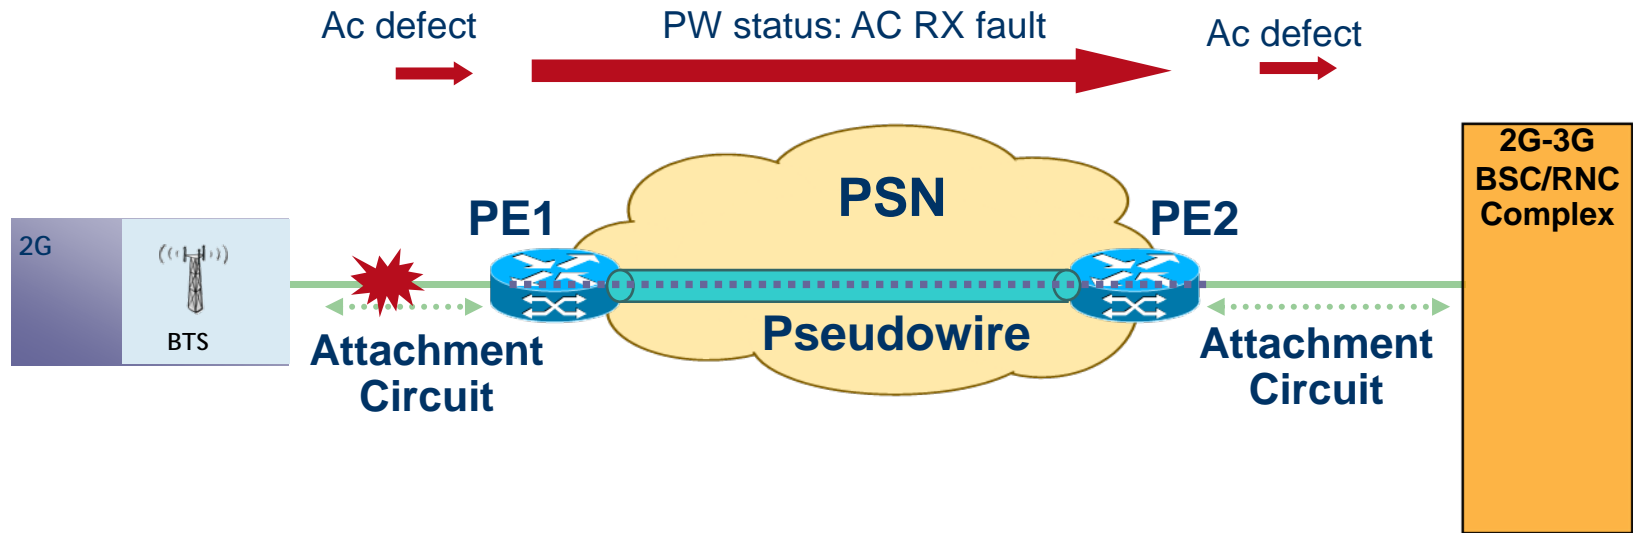 Ac defect
PW status: AC RX fault
Ac defect
2G-3G
BSC/RNC
Complex
PSN
PE1
PE2
2G
BTS
Pseudowire
Attachment
Circuit
Attachment
Circuit